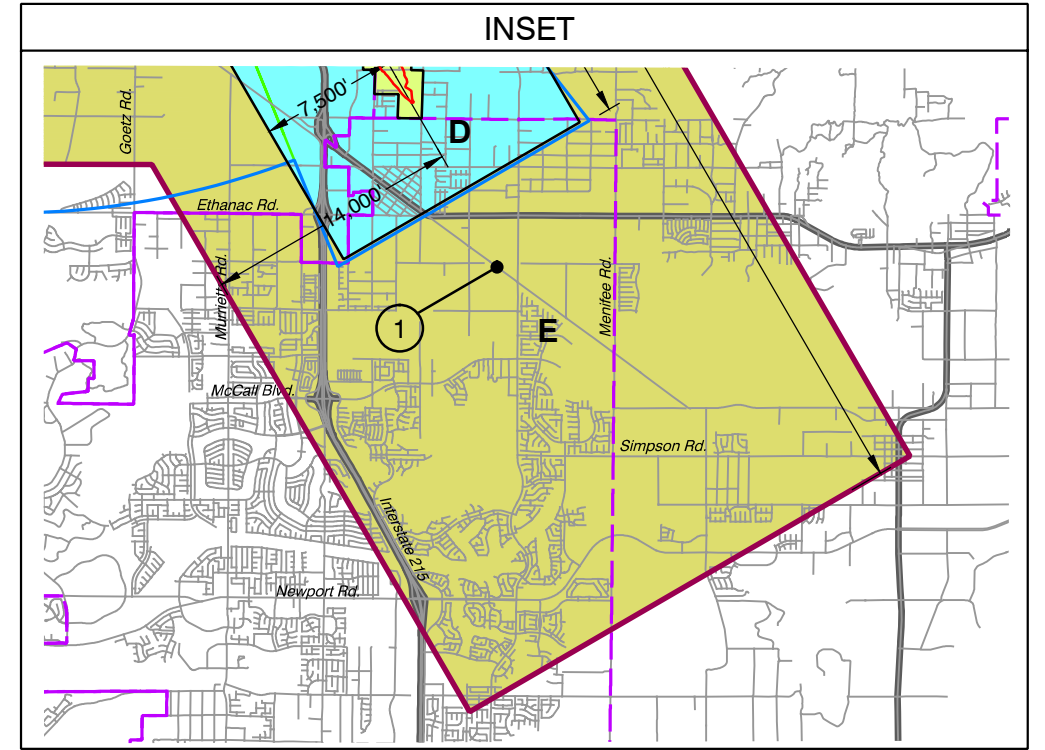 INSET
Goetz Rd.
7,500'
D
14,000'
Ethanac Rd.
Murrieta Rd.
1
E
Menifee Rd.
McCall Blvd.
Simpson Rd.
Interstate 215
Newport Rd.